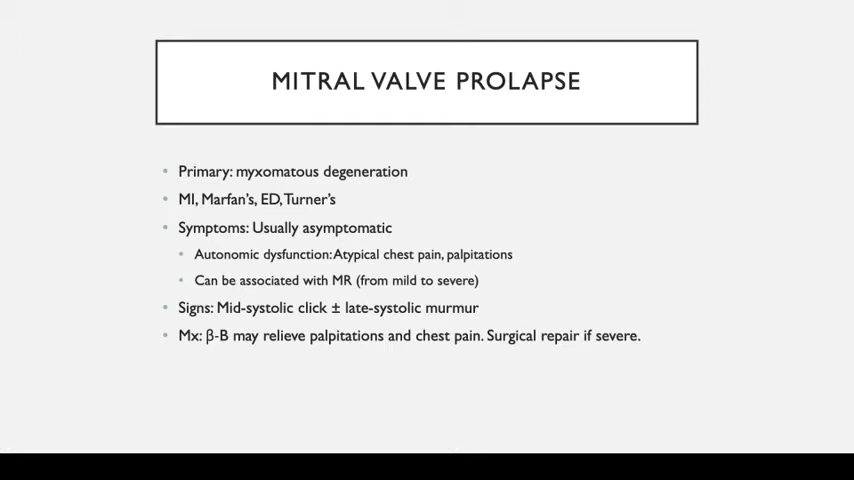 MITRAL VALVE PROLAPSE
• Primary: myxomatous degeneration
• MI, Marfan's, ED, Turner's
• Symptoms: Usually asymptomatic
• Autonomic dysfunction: Atypical chest pain, palpitations
• Can be associated with MR (from mild to severe)
• Signs: Mid-systolic click ± late-systolic murmur
• Mx: β-B may relieve palpitations and chest pain. Surgical repair if severe.